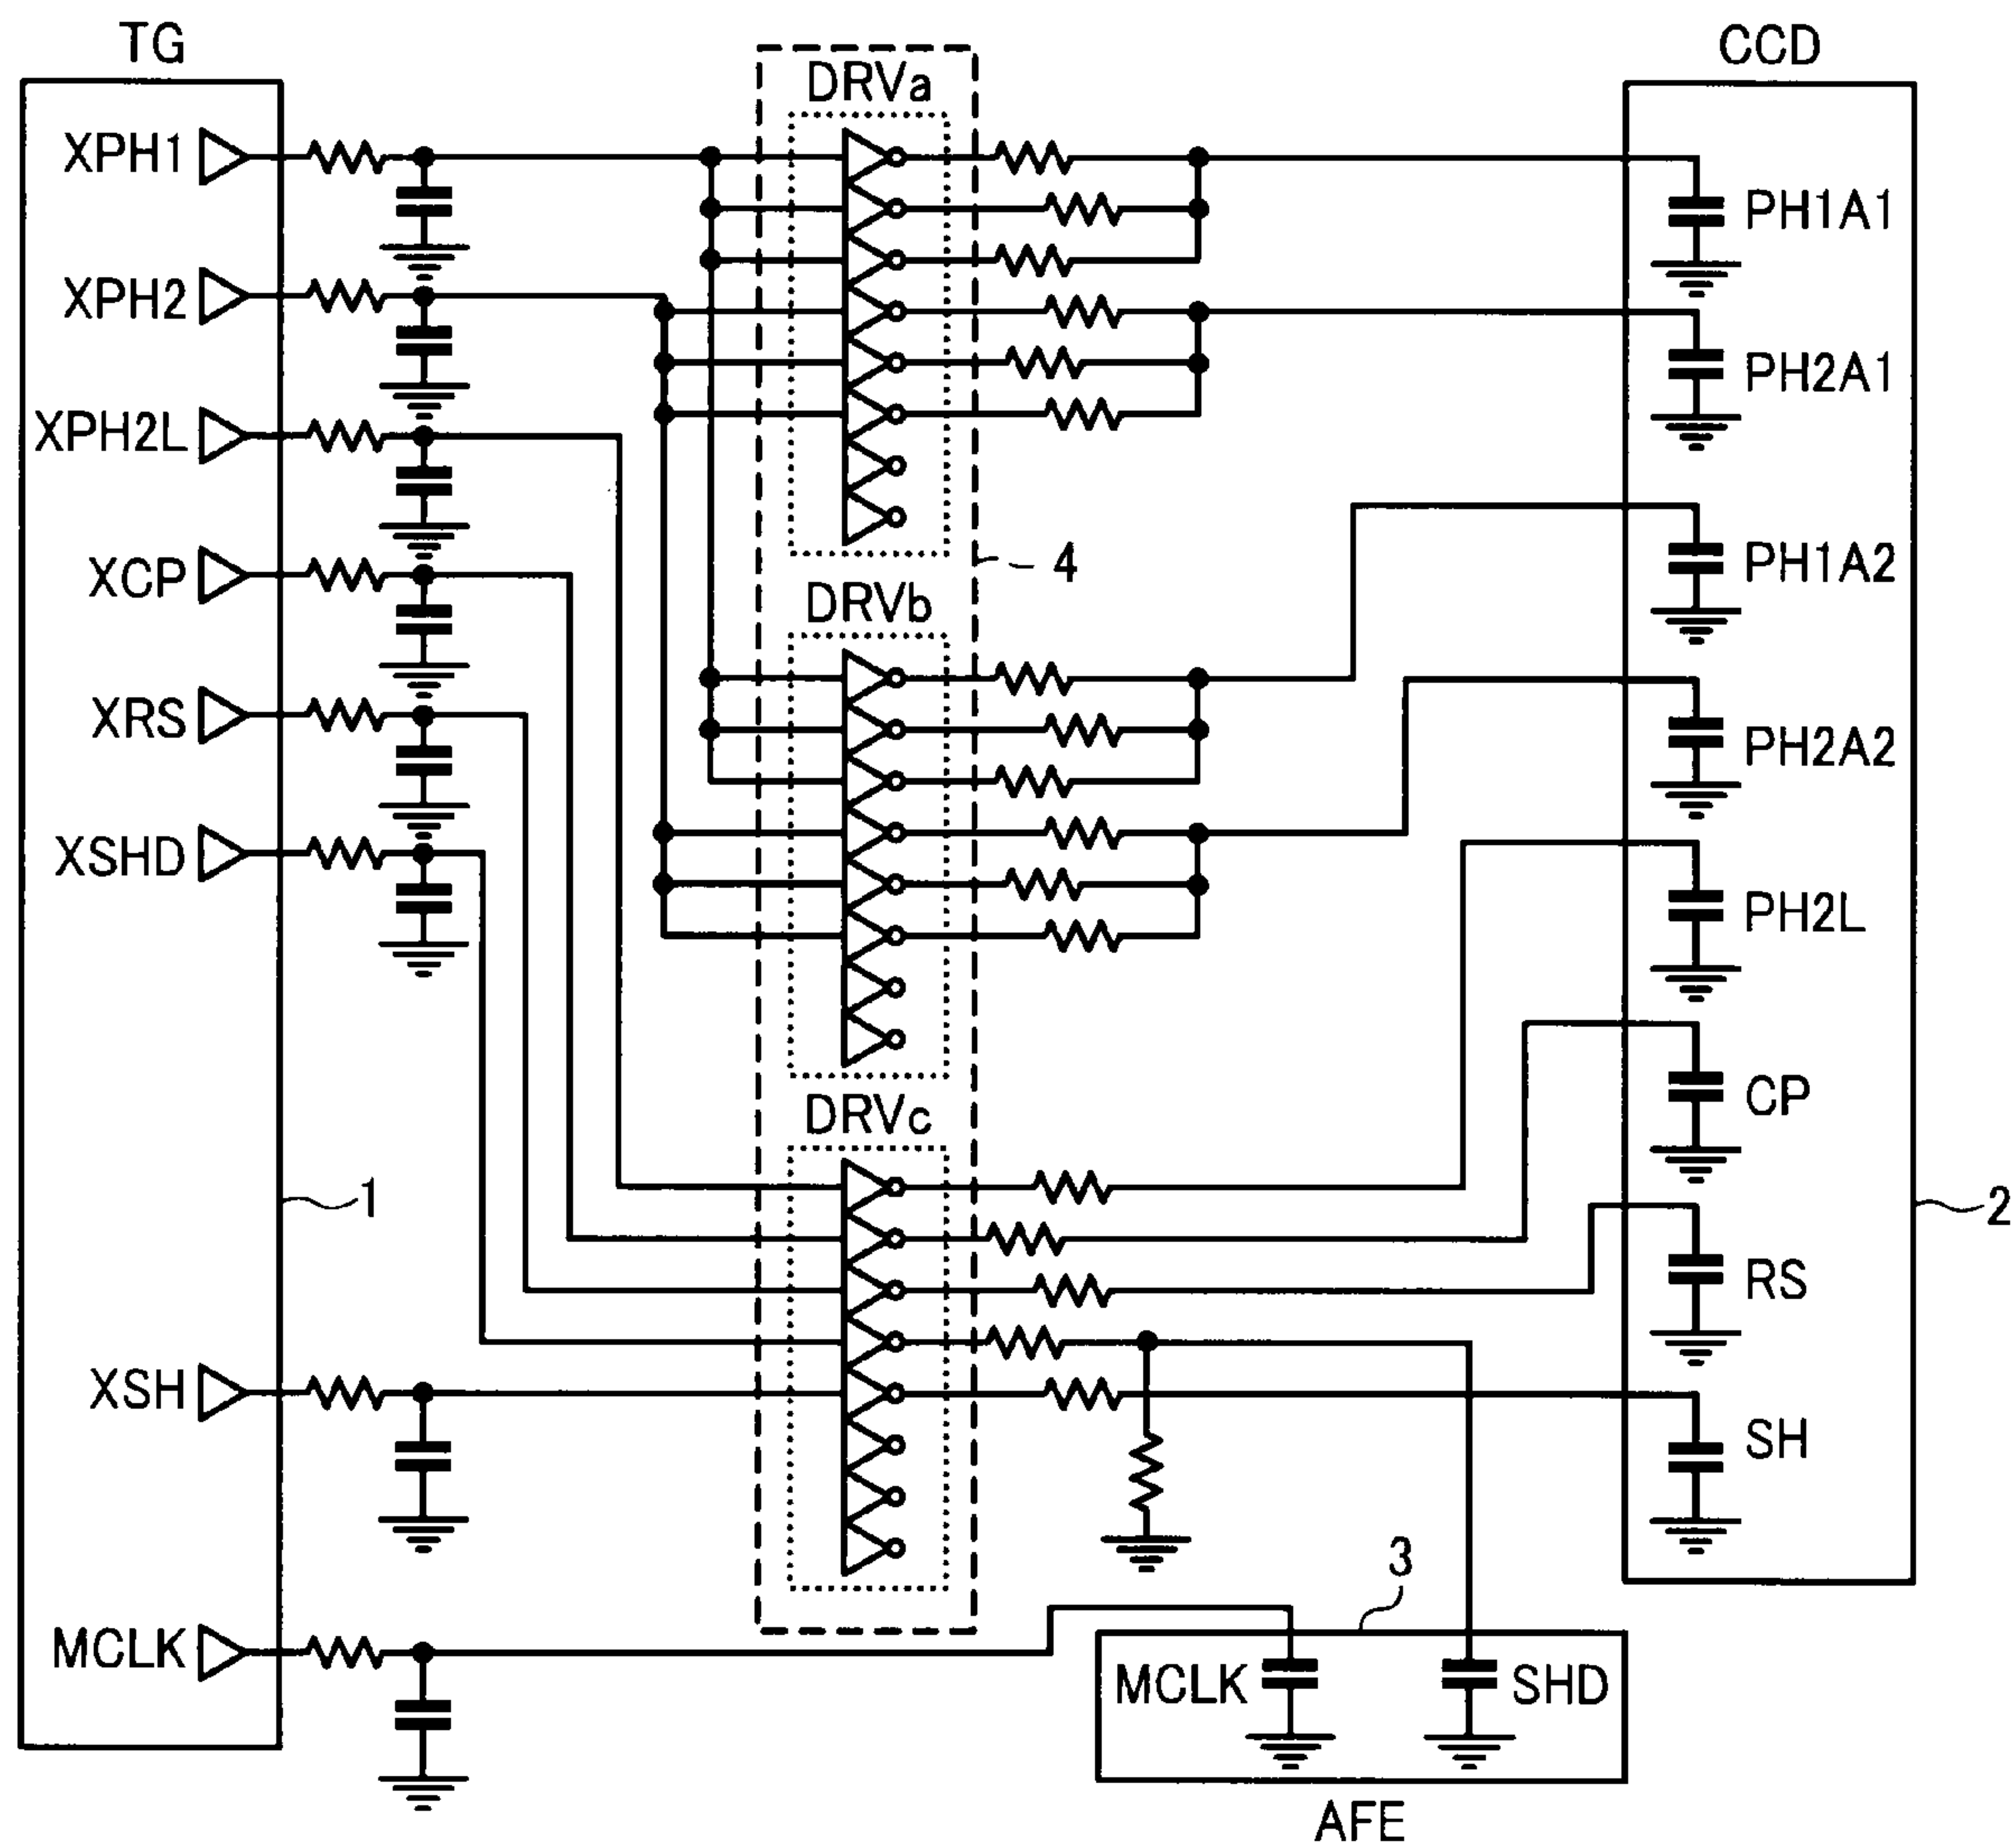 TG
CCD
DRVa
XPH1
XPH2
XPH2L
XCP
XRS
XSHD
XSH
MCLK
1
4
DRVb
DRVc
PH1A1
PH2A1
PH1A2
PH2A2
PH2L
CP
RS
SH
2
3
MCLK
SHD
AFE